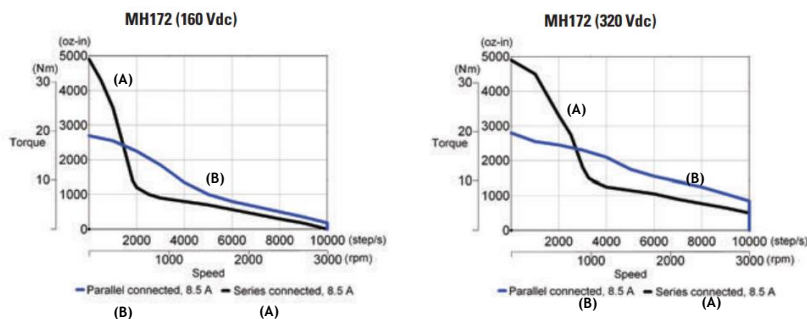 MH172 (160 Vdc)
(oz-in)
5000
(Nm)
30
4000
(A)
3000
20
Torque
2000
(B)
10
1000
0
2000 4000 6000 8000 10000 (step/s)
1000 2000 3000 (rpm)
Speed
Parallel connected, 8.5 A Series connected, 8.5 A
(B) (A)
MH172 (320 Vdc)
(oz-in)
5000
(Nm)
30
4000
(A)
3000
20
Torque
2000
(B)
10
1000
0
2000 4000 6000 8000 10000 (step/s)
1000 2000 3000 (rpm)
Speed
Parallel connected, 8.5 A Series connected, 8.5 A
(B) (A)